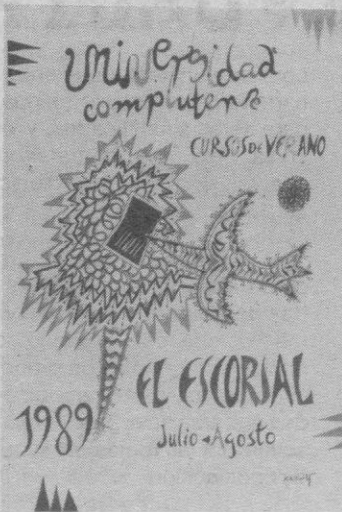 Universidad
complutense
CURSOS DE VERANO
EL ESCORIAL
1989
Julio-Agosto